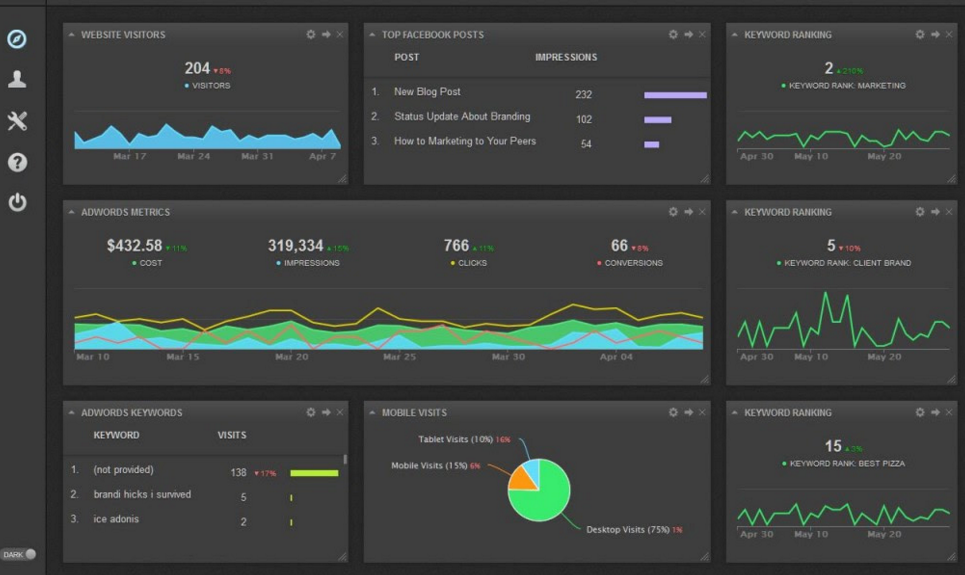 WEBSITE VISITORS
204 ▼8%
VISITORS
Mar 17 Mar 24 Mar 31 Apr 7
TOP FACEBOOK POSTS
POST IMPRESSIONS
1. New Blog Post 232
2. Status Update About Branding 102
3. How to Marketing to Your Peers 54
KEYWORD RANKING
2 ▲210%
KEYWORD RANK: MARKETING
Apr 30 May 10 May 20
ADWORDS METRICS
$432.58 ▼11% 319,334 ▲15% 766 ▲11% 66 ▼8%
COST IMPRESSIONS CLICKS CONVERSIONS
Mar 10 Mar 15 Mar 20 Mar 25 Mar 30 Apr 04
KEYWORD RANKING
5 ▼10%
KEYWORD RANK: CLIENT BRAND
Apr 30 May 10 May 20
ADWORDS KEYWORDS
KEYWORD VISITS
1. (not provided) 138 ▼17%
2. brandi hicks i survived 5
3. ice adonis 2
MOBILE VISITS
Tablet Visits (10%) 16%
Mobile Visits (15%) 6%
Desktop Visits (75%) 1%
KEYWORD RANKING
15 ▲3%
KEYWORD RANK: BEST PIZZA
Apr 30 May 10 May 20
DARK